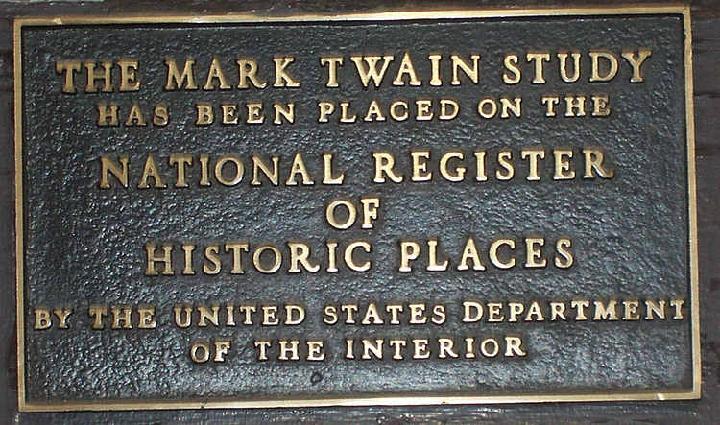 THE MARK TWAIN STUDY
HAS BEEN PLACED ON THE
NATIONAL REGISTER
OF
HISTORIC PLACES
BY THE UNITED STATES DEPARTMENT
OF THE INTERIOR